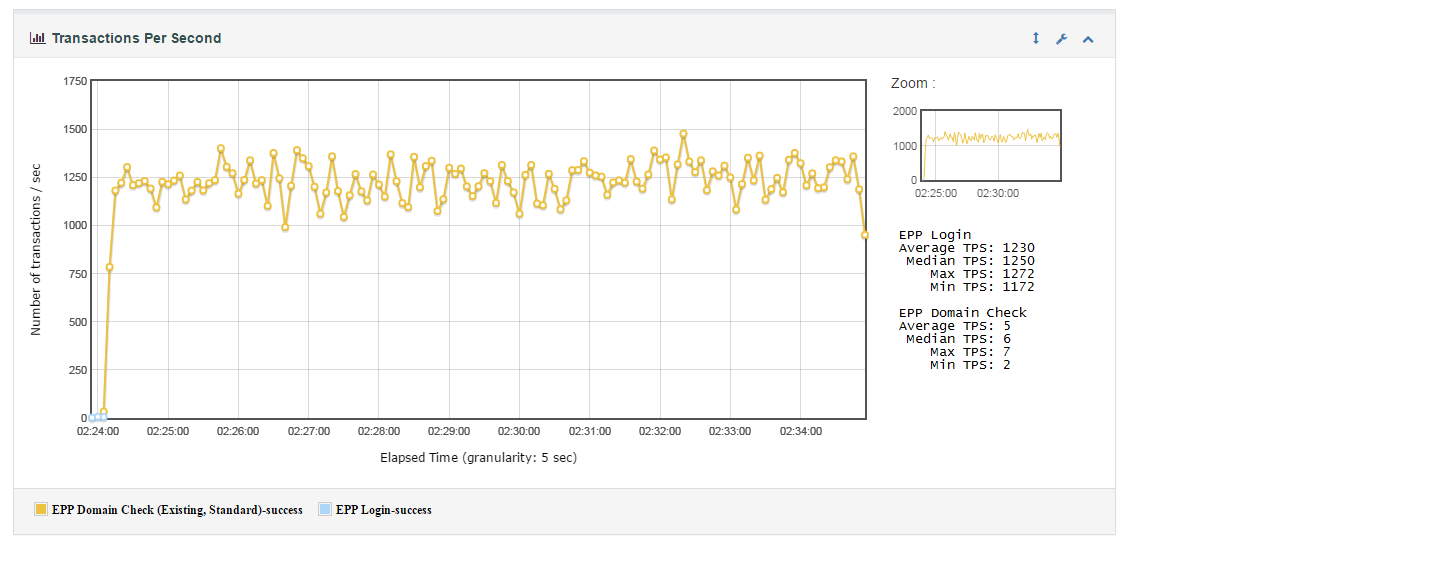 Transactions Per Second
Number of transactions / sec
1750
1500
1250
1000
750
500
250
0
02:24:00 02:25:00 02:26:00 02:27:00 02:28:00 02:29:00 02:30:00 02:31:00 02:32:00 02:33:00 02:34:00
Elapsed Time (granularity: 5 sec)
Zoom :
2000
1000
0
02:25:00 02:30:00
EPP Login
Average TPS: 1230
Median TPS: 1250
Max TPS: 1272
Min TPS: 1172
EPP Domain Check
Average TPS: 5
Median TPS: 6
Max TPS: 7
Min TPS: 2
EPP Domain Check (Existing, Standard)-success EPP Login-success